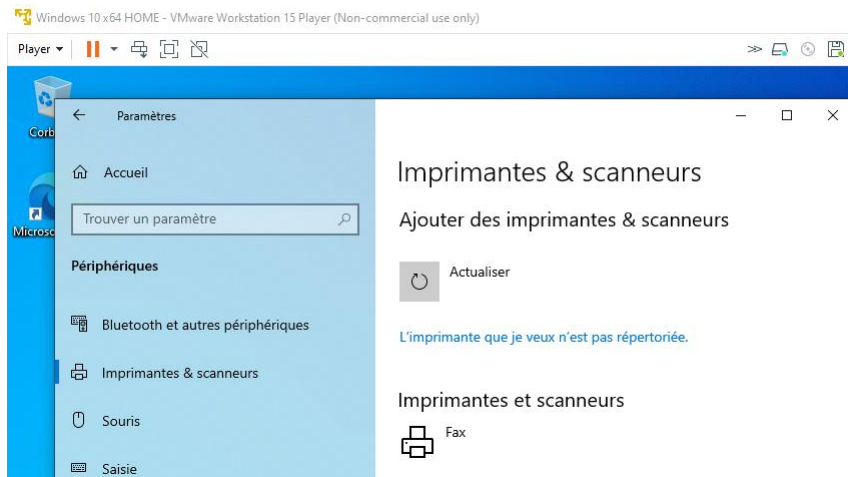 Windows 10 x64 HOME - VMware Workstation 15 Player (Non-commercial use only)
Player
Corb
Microso
Paramètres
Accueil
Trouver un paramètre
Périphériques
Bluetooth et autres périphériques
Imprimantes & scanneurs
Souris
Saisie
Imprimantes & scanneurs
Ajouter des imprimantes & scanneurs
Actualiser
L'imprimante que je veux n'est pas répertoriée.
Imprimantes et scanneurs
Fax